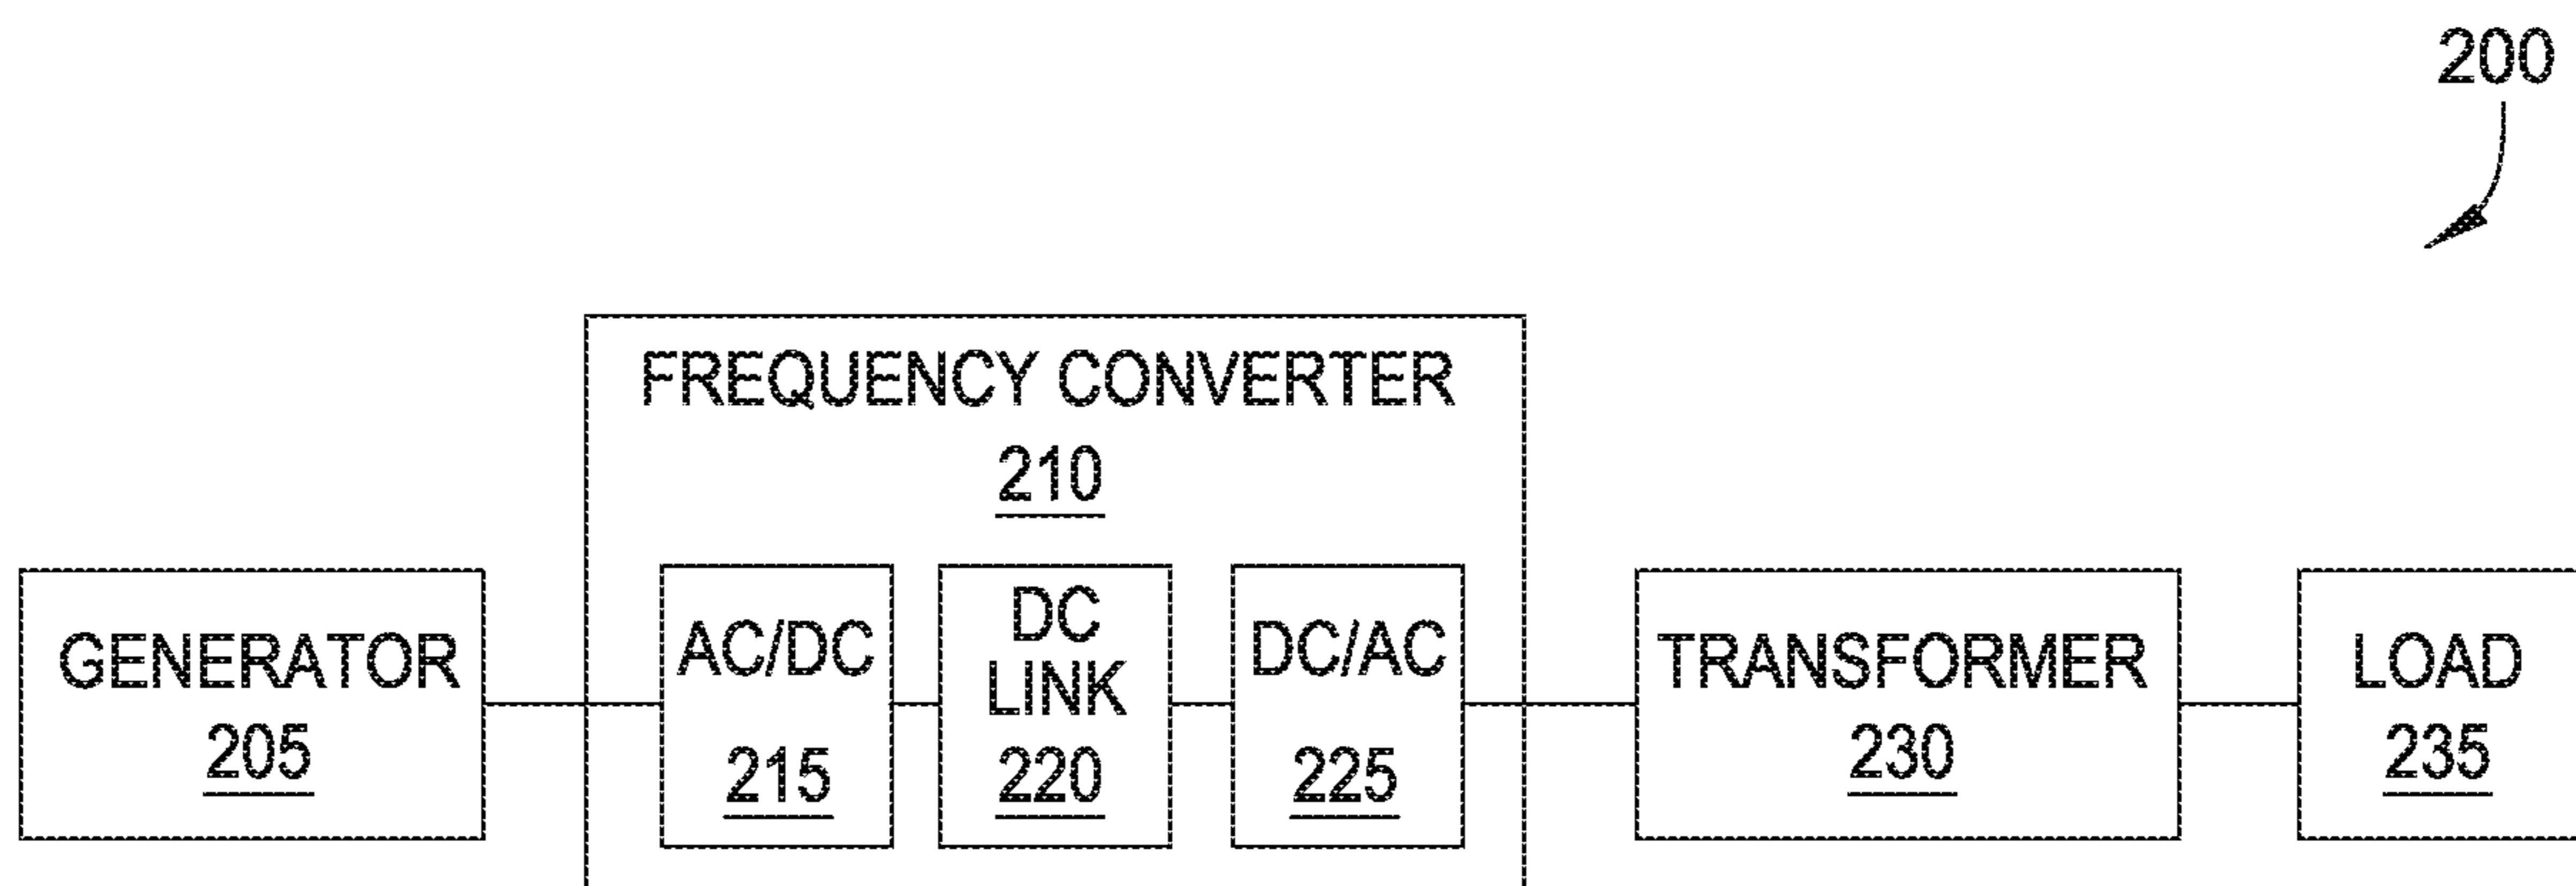 200
FREQUENCY CONVERTER
210
GENERATOR
205
AC/DC
215
DC
LINK
220
DC/AC
225
TRANSFORMER
230
LOAD
235